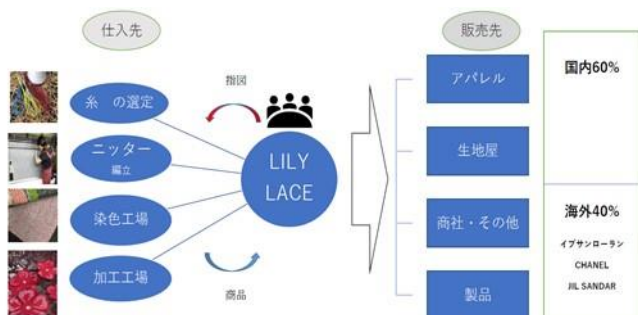 仕入先
販売先
糸　の選定
ニッター
編立
染色工場
加工工場
指図
LILY
LACE
商品
アパレル
生地屋
商社・その他
製品
国内60%
海外40%
イブサンローラン
CHANEL
JIL SANDAR